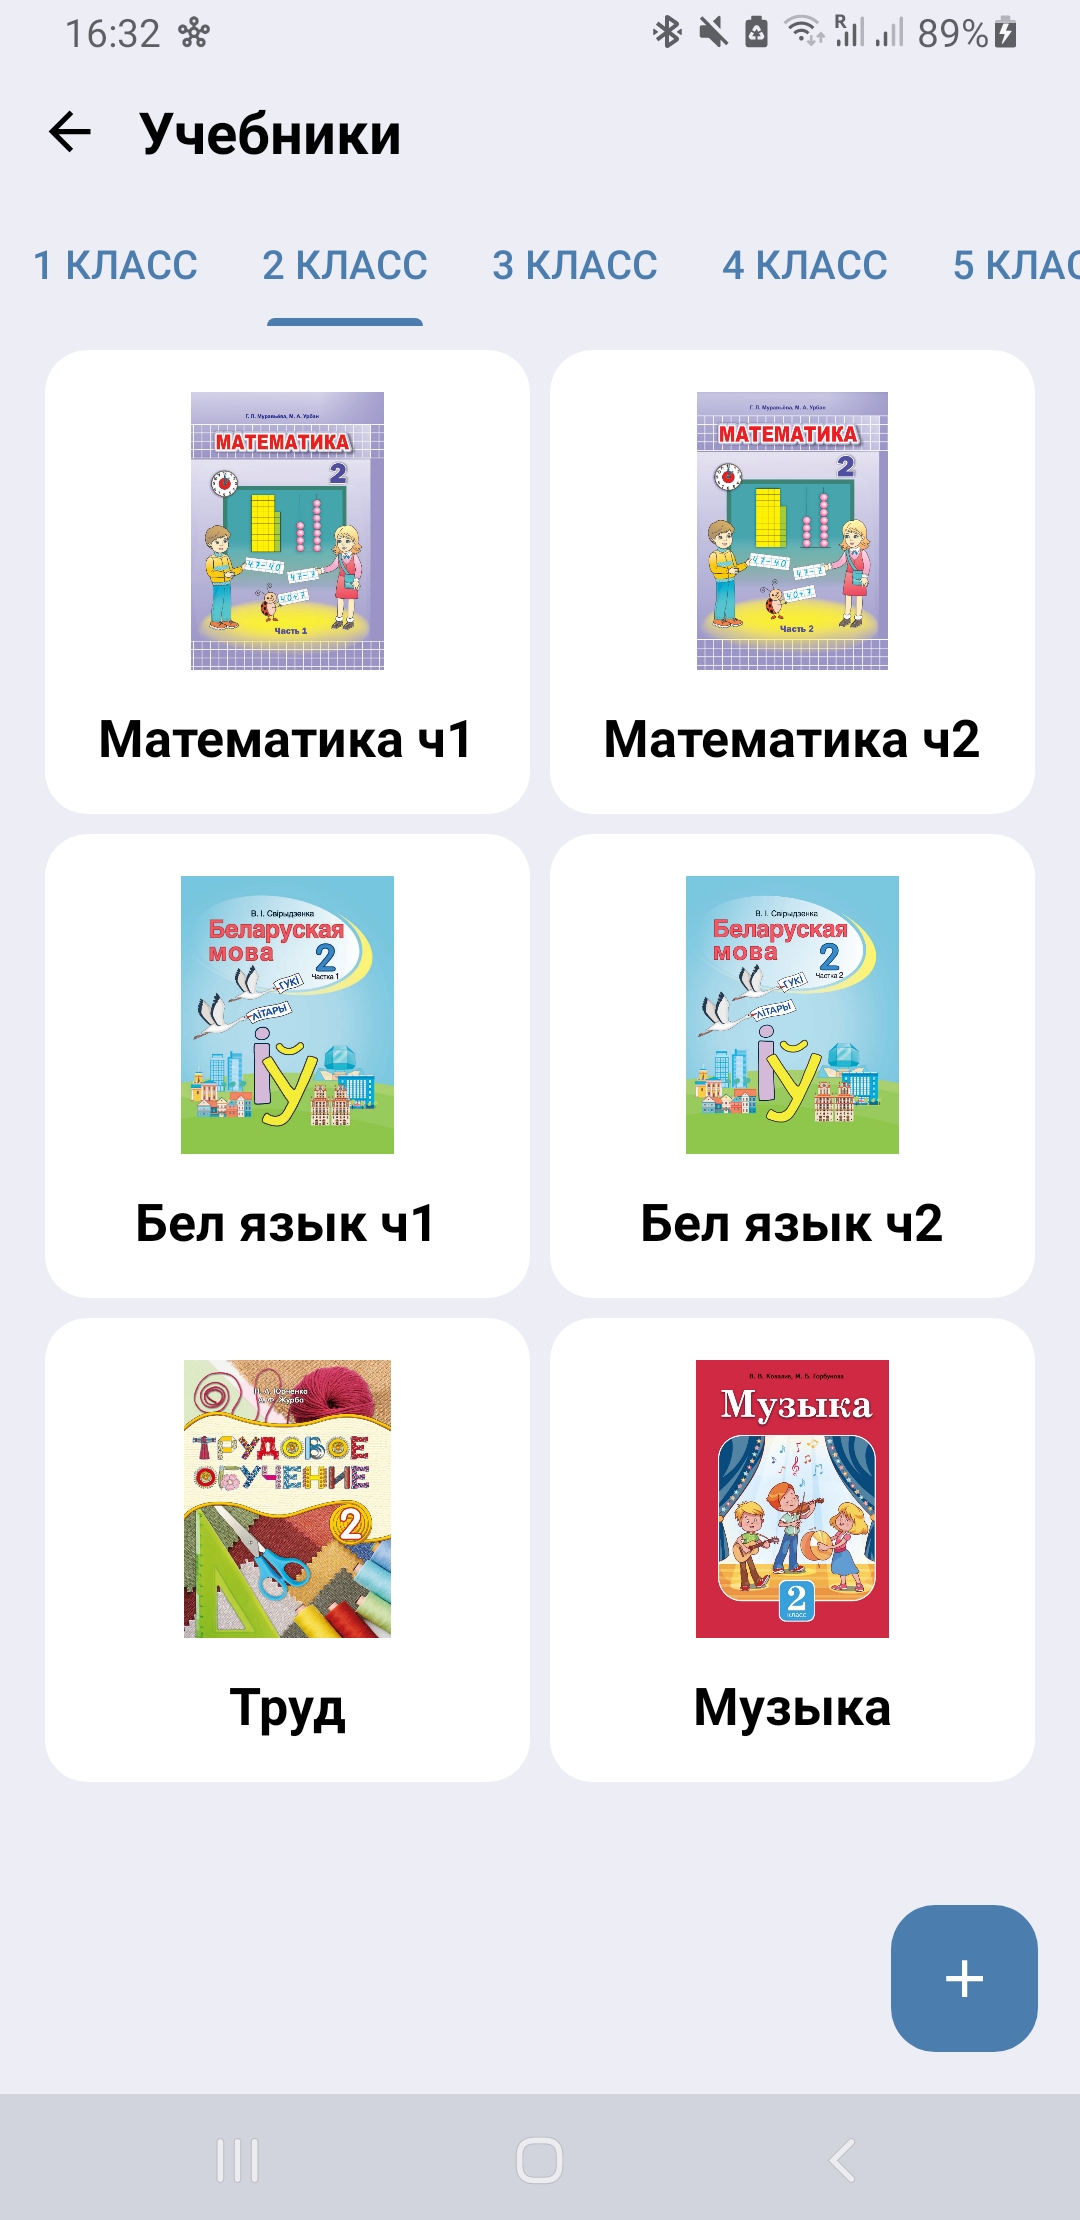 16:32
R
89%
Учебники
1 КЛАСС 2 КЛАСС 3 КЛАСС 4 КЛАСС 5 КЛАС
Г. Л. Муравьёва, М. А. Урбан
МАТЕМАТИКА
2
47-40
47-7
40+7
Часть 1
Математика ч1
Г. Л. Муравьёва, М. А. Урбан
МАТЕМАТИКА
2
47-40
47-7
40+7
Часть 2
Математика ч2
В. І. Свірыдзенка
Беларуская
мова
2
Частка 1
ГУКІ
ЛІТАРЫ
іў
Бел язык ч1
В. І. Свірыдзенка
Беларуская
мова
2
Частка 2
ГУКІ
ЛІТАРЫ
іў
Бел язык ч2
Юрченко
Журба
ТРУДОВОЕ
ОБУЧЕНИЕ
2
Труд
В. В. Ковалив, М. Б. Горбунова
Музыка
2
класс
Музыка